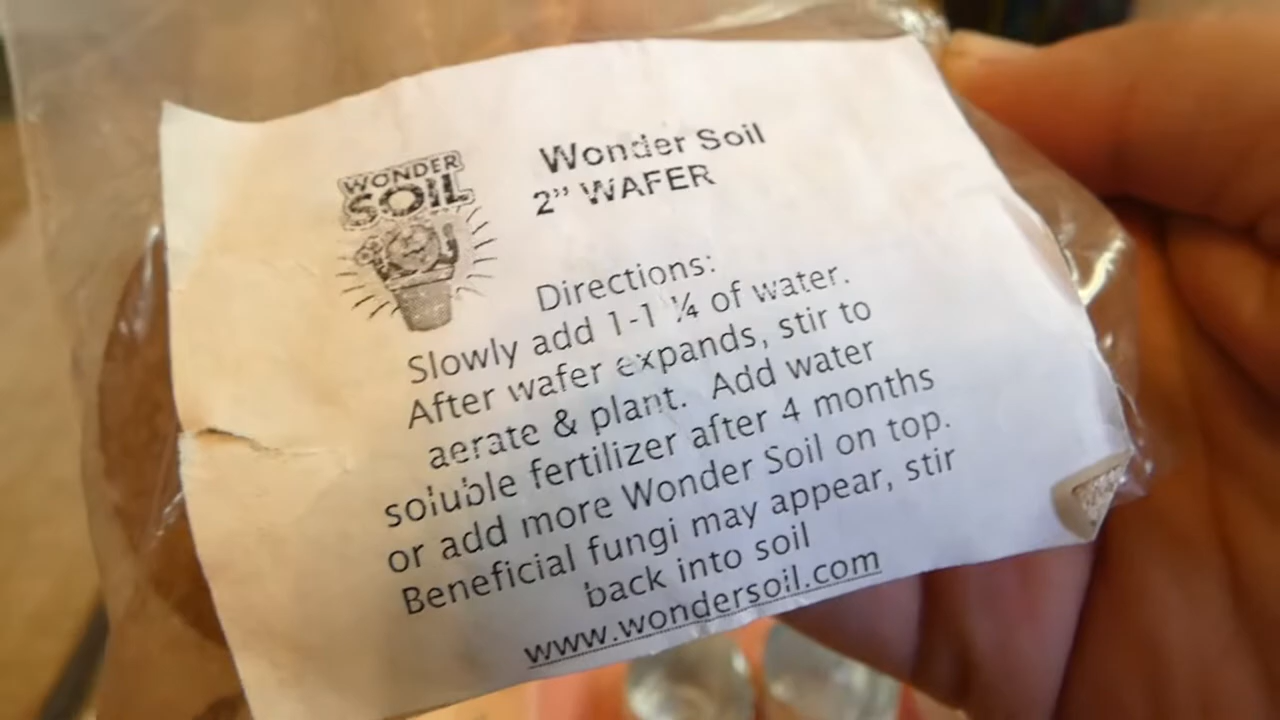 WONDER
SOIL
Wonder Soil
2” WAFER
Directions:
Slowly add 1-1 ¼ of water.
After wafer expands, stir to
aerate & plant. Add water
soluble fertilizer after 4 months
or add more Wonder Soil on top.
Beneficial fungi may appear, stir
back into soil
www.wondersoil.com